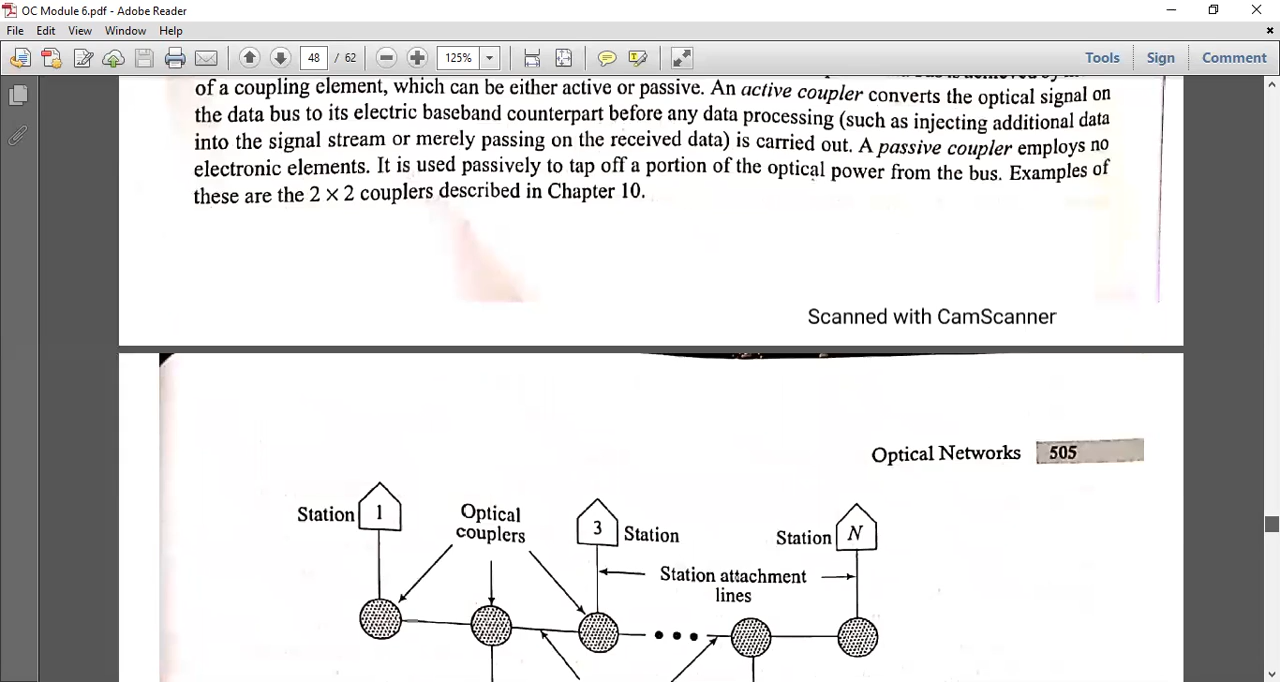 OC Module 6.pdf - Adobe Reader
File Edit View Window Help
48 / 62 125% Tools Sign Comment
of a coupling element, which can be either active or passive. An active coupler converts the optical signal on
the data bus to its electric baseband counterpart before any data processing (such as injecting additional data
into the signal stream or merely passing on the received data) is carried out. A passive coupler employs no
electronic elements. It is used passively to tap off a portion of the optical power from the bus. Examples of
these are the 2 × 2 couplers described in Chapter 10.
Scanned with CamScanner
Optical Networks 505
Station 1
Optical
couplers
3 Station
Station N
Station attachment
lines